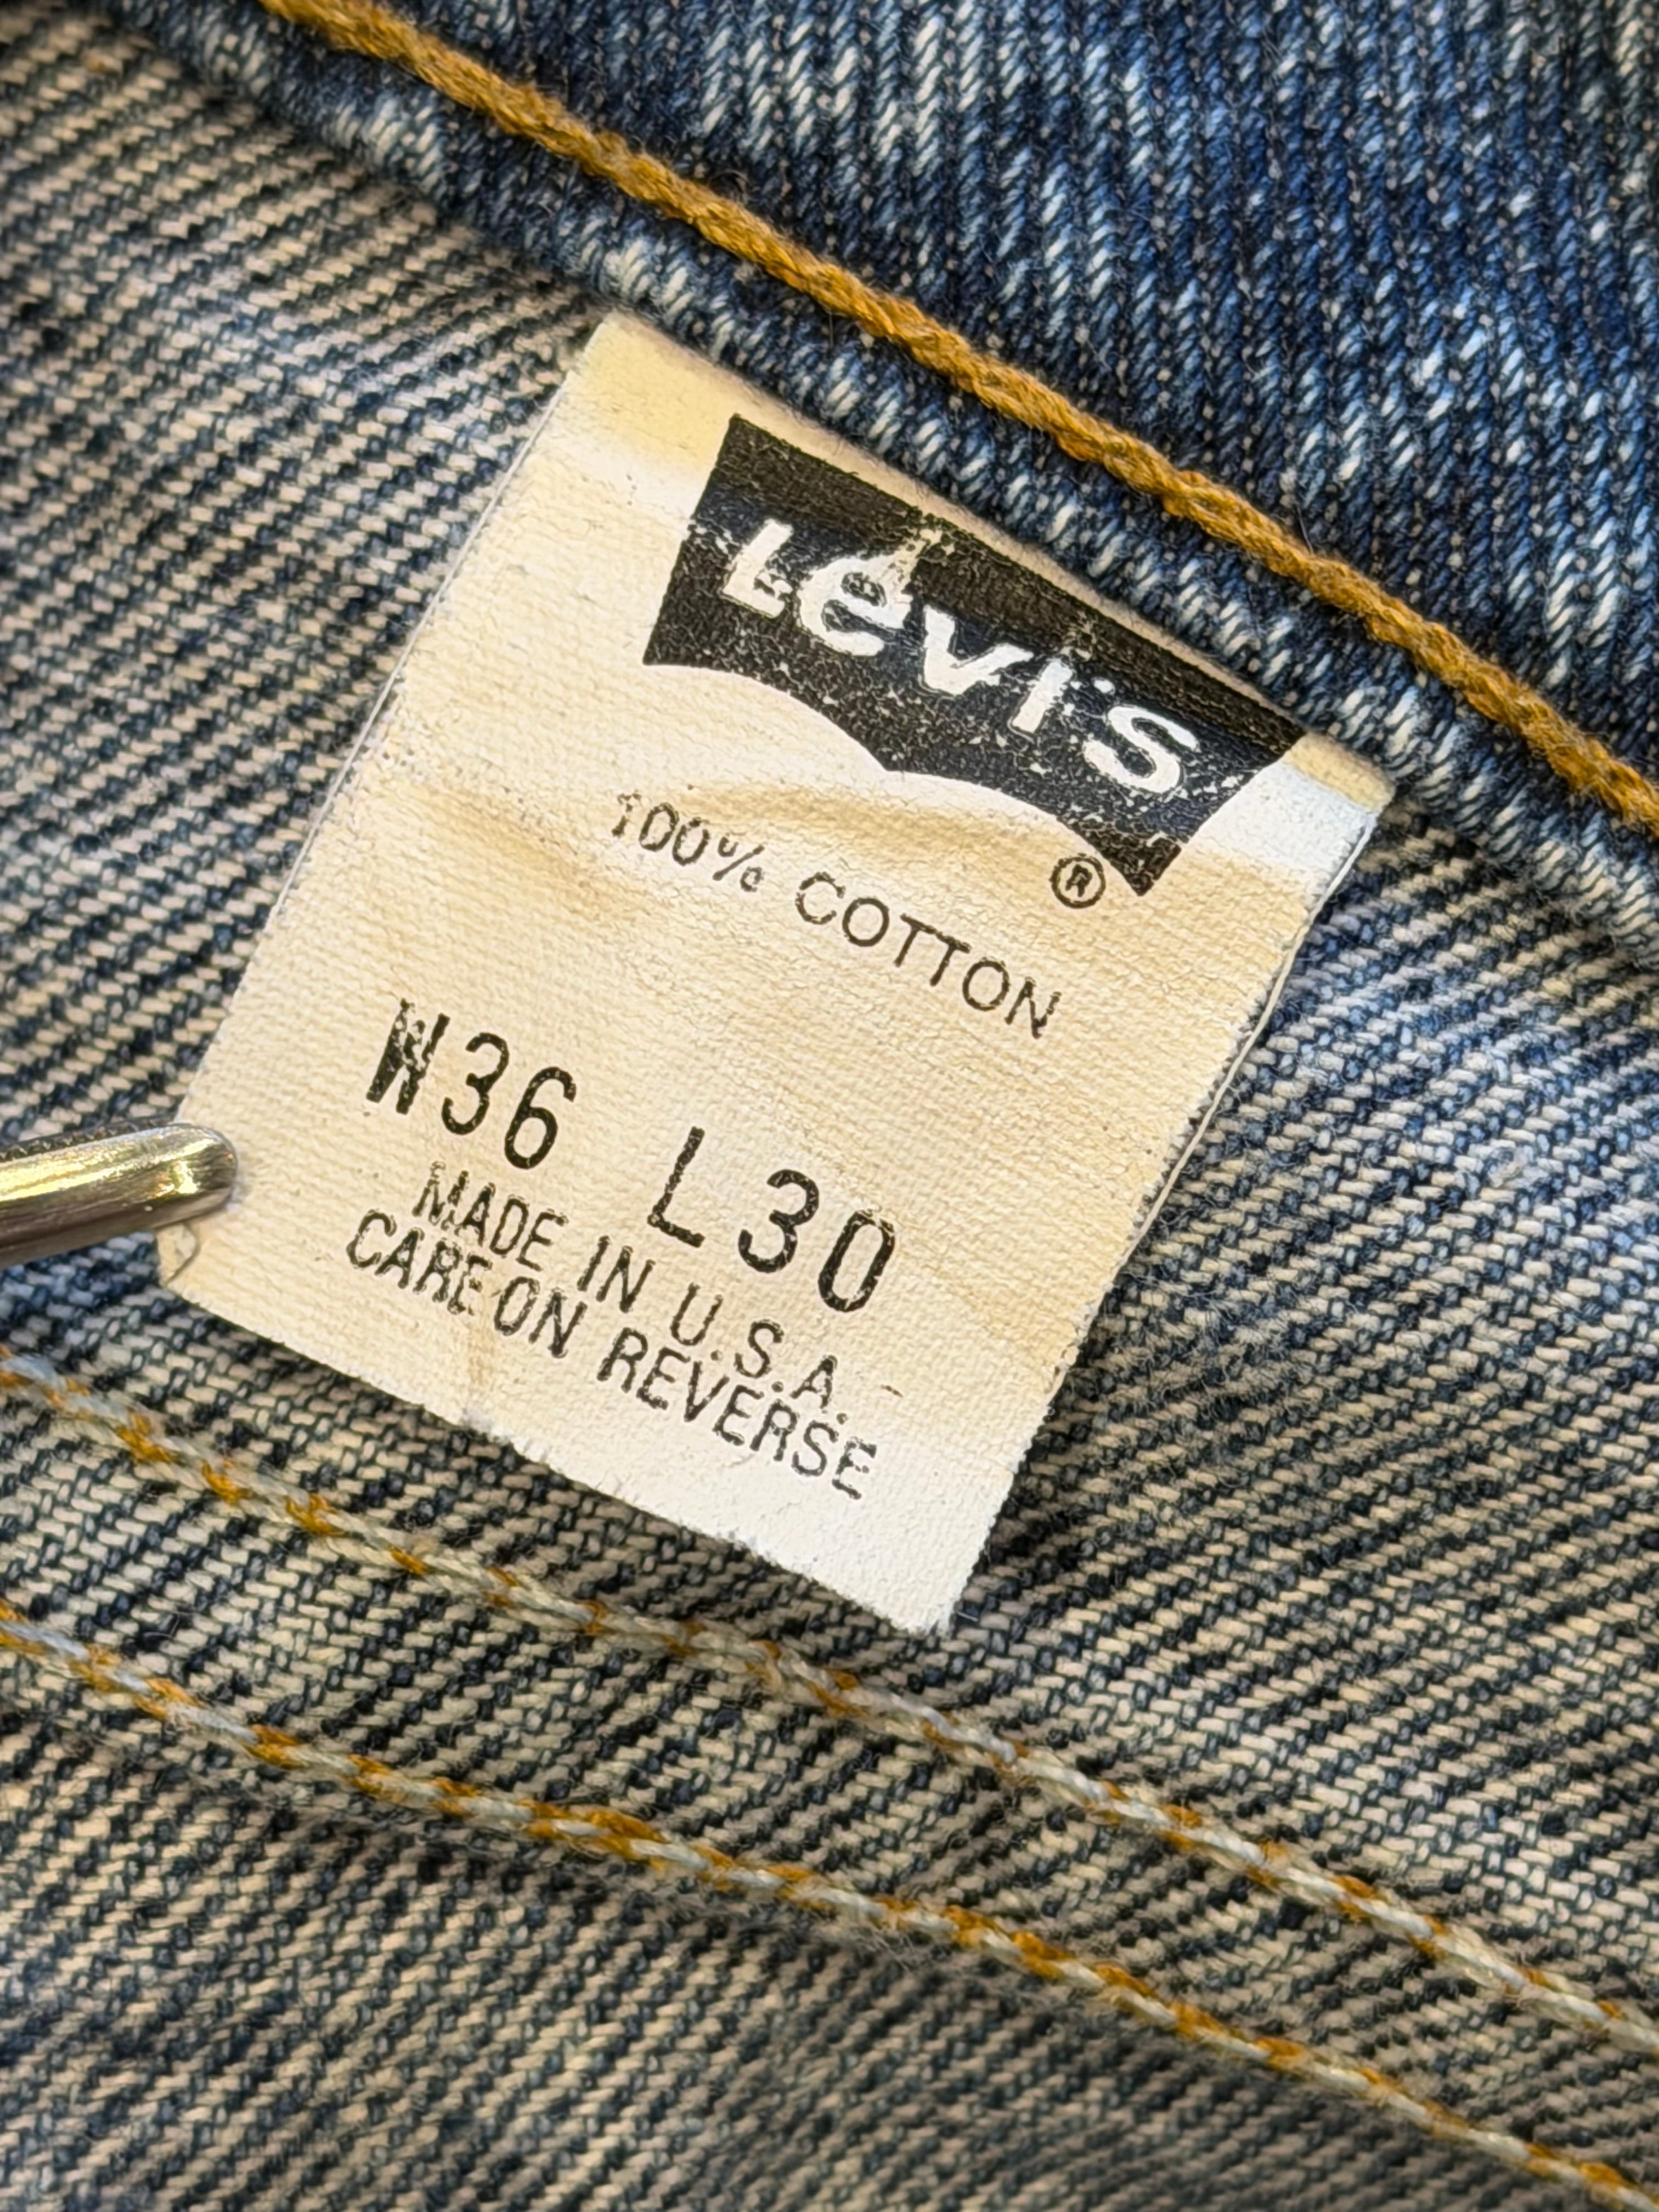 Levi's
®
100% COTTON
W36 L30
MADE IN U.S.A.
CARE ON REVERSE